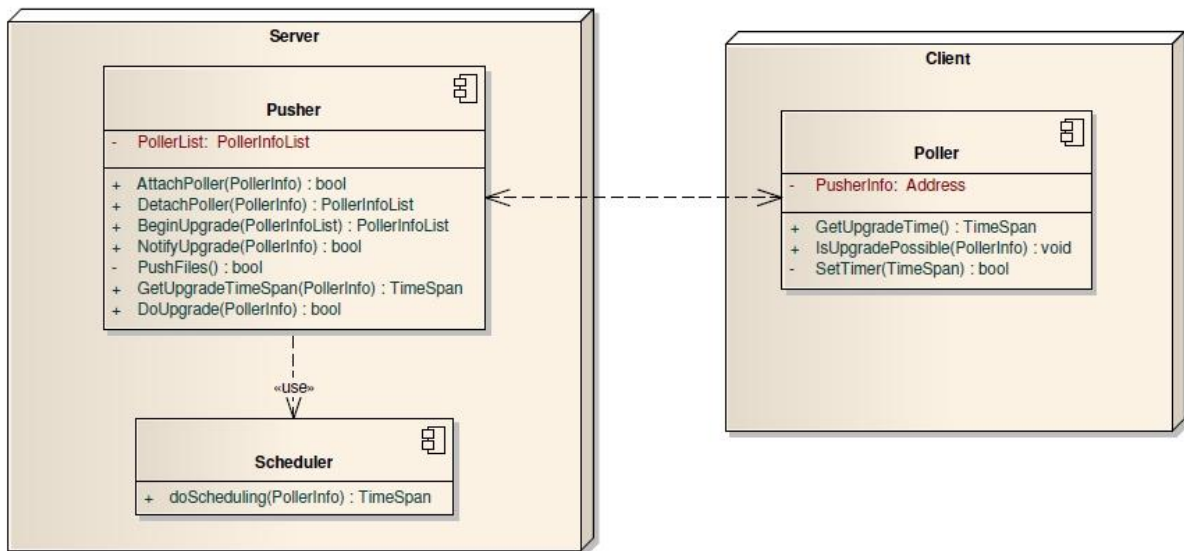 Server
Pusher
- PollerList: PollerInfoList
+ AttachPoller(PollerInfo) : bool
+ DetachPoller(PollerInfo) : PollerInfoList
+ BeginUpgrade(PollerInfoList) : PollerInfoList
+ NotifyUpgrade(PollerInfo) : bool
- PushFiles() : bool
+ GetUpgradeTimeSpan(PollerInfo) : TimeSpan
+ DoUpgrade(PollerInfo) : bool
«use»
Scheduler
+ doScheduling(PollerInfo) : TimeSpan
Client
Poller
- PusherInfo: Address
+ GetUpgradeTime() : TimeSpan
+ IsUpgradePossible(PollerInfo) : void
- SetTimer(TimeSpan) : bool